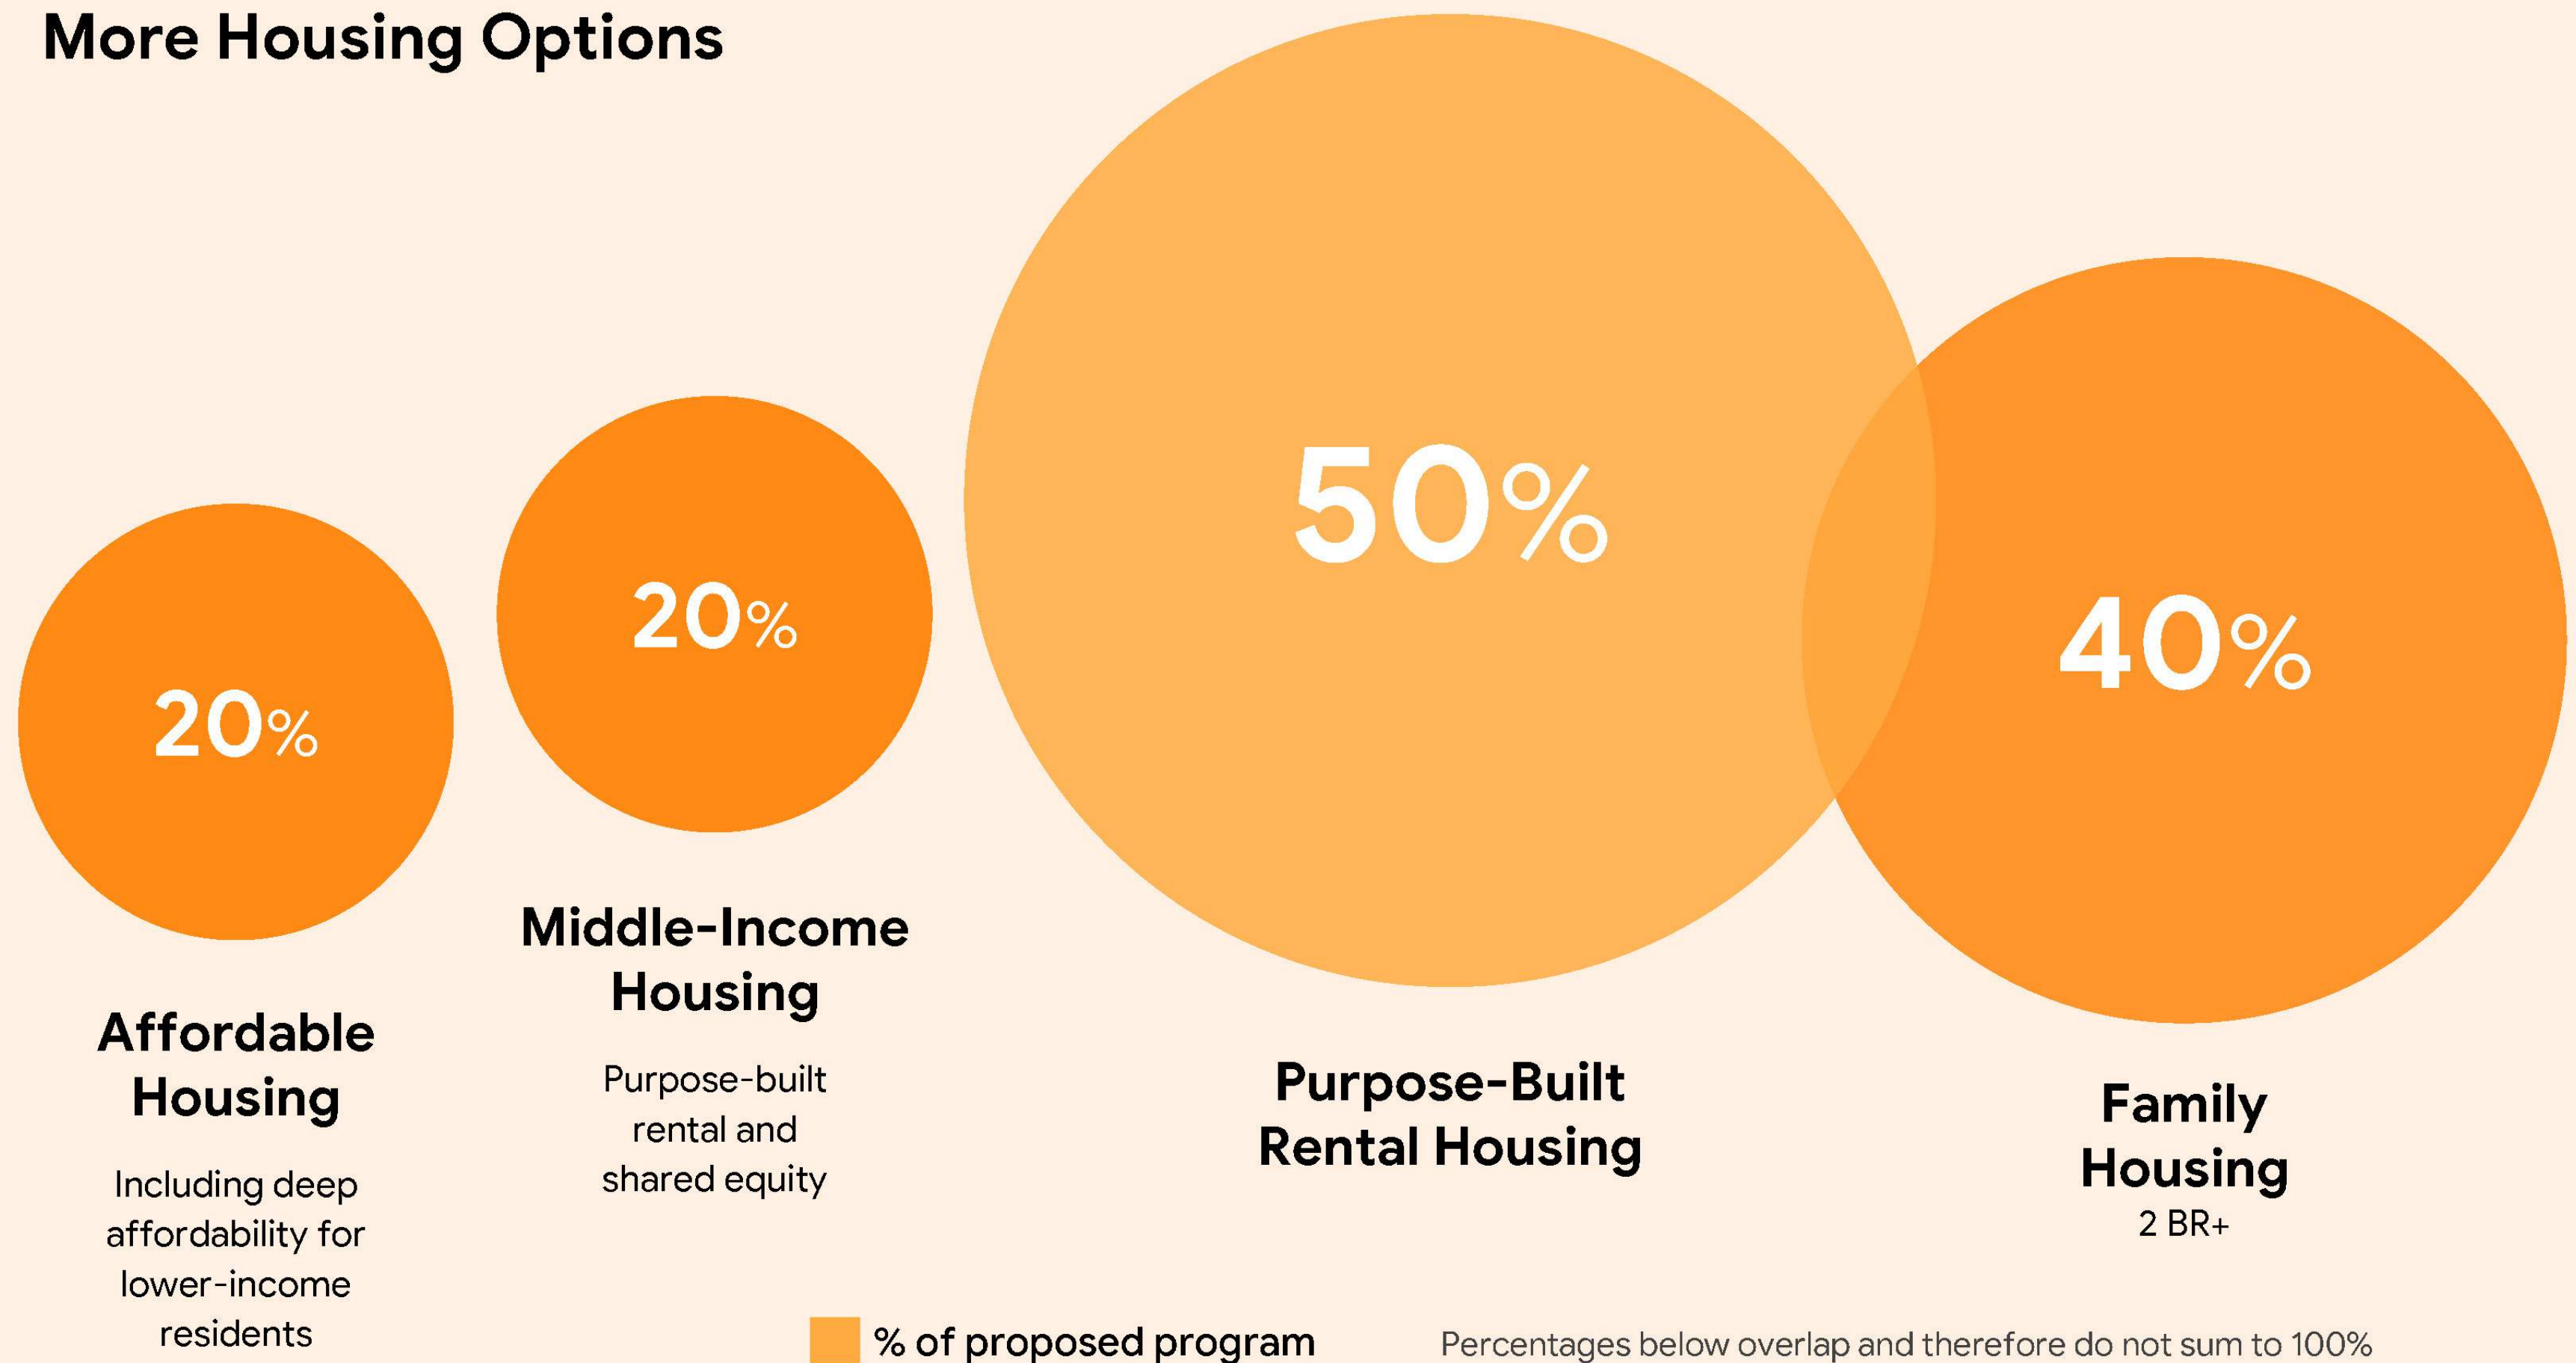 More Housing Options
20%
Affordable
Housing
Including deep
affordability for
lower-income
residents
20%
Middle-Income
Housing
Purpose-built
rental and
shared equity
50%
Purpose-Built
Rental Housing
40%
Family
Housing
2 BR+
% of proposed program
Percentages below overlap and therefore do not sum to 100%